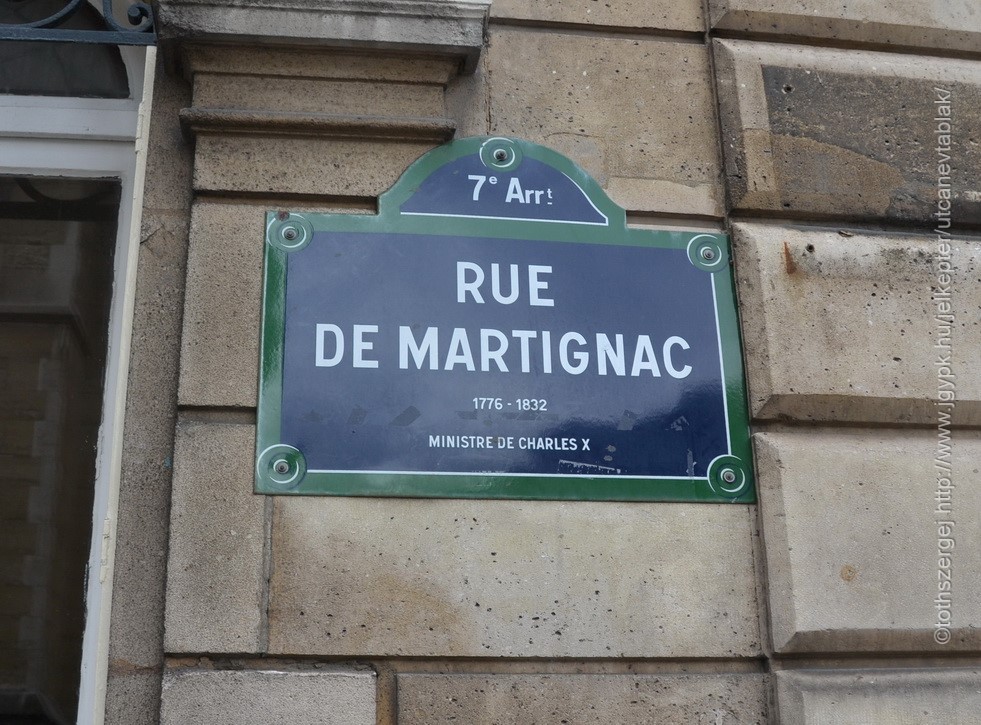 7e Arrt
RUE
DE MARTIGNAC
1776 - 1832
MINISTRE DE CHARLES X
©tothszergej http://www.jgypk.hu/jelkepter/utcanevtablak/